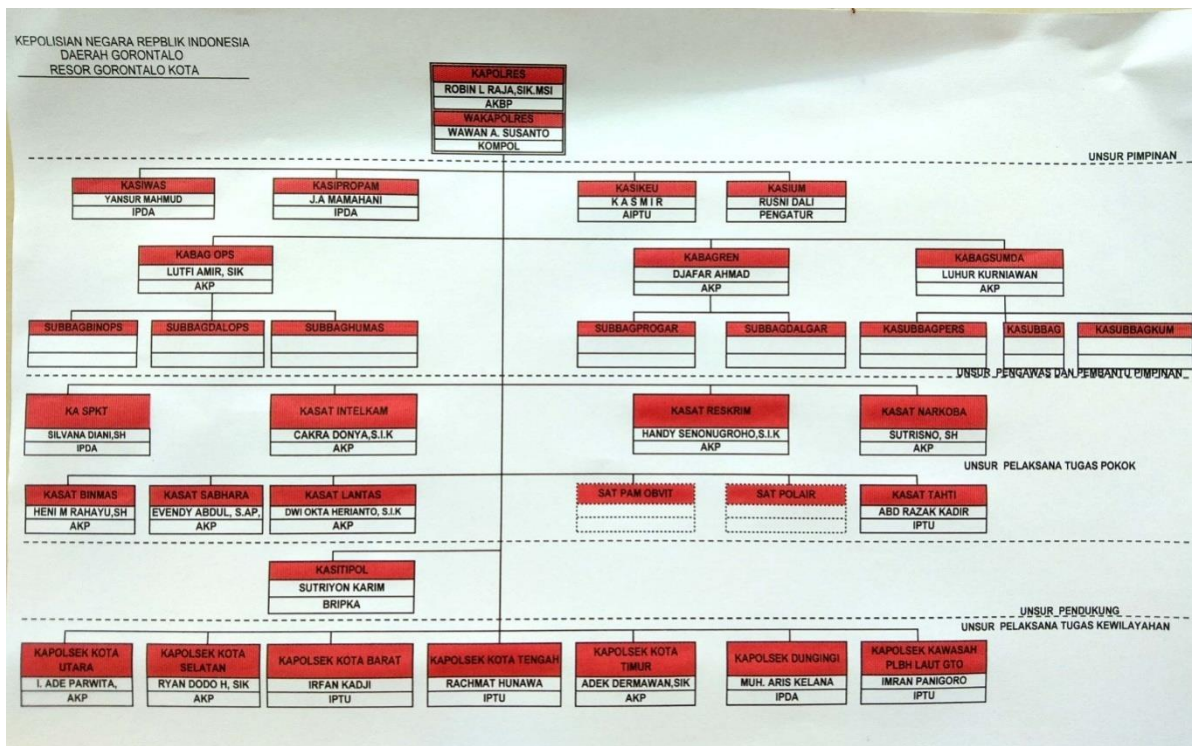 KEPOLISIAN NEGARA REPBLIK INDONESIA
DAERAH GORONTALO
RESOR GORONTALO KOTA
KAPOLRES
ROBIN L RAJA,SIK.MSI
AKBP
WAKAPOLRES
WAWAN A. SUSANTO
KOMPOL
UNSUR PIMPINAN
KASIWAS
YANSUR MAHMUD
IPDA
KASIPROPAM
J.A MAMAHANI
IPDA
KASIKEU
K A S M I R
AIPTU
KASIUM
RUSNI DALI
PENGATUR
KABAG OPS
LUTFI AMIR, SIK
AKP
KABAGREN
DJAFAR AHMAD
AKP
KABAGSUMDA
LUHUR KURNIAWAN
AKP
SUBBAGBINOPS
SUBBAGDALOPS
SUBBAGHUMAS
SUBBAGPROGAR
SUBBAGDALGAR
KASUBBAGPERS
KASUBBAG
KASUBBAGKUM
UNSUR PENGAWAS DAN PEMBANTU PIMPINAN
KA SPKT
SILVANA DIANI,SH
IPDA
KASAT INTELKAM
CAKRA DONYA,S.I.K
AKP
KASAT RESKRIM
HANDY SENONUGROHO,S.I.K
AKP
KASAT NARKOBA
SUTRISNO, SH
AKP
UNSUR PELAKSANA TUGAS POKOK
KASAT BINMAS
HENI M RAHAYU,SH
AKP
KASAT SABHARA
EVENDY ABDUL, S.AP,
AKP
KASAT LANTAS
DWI OKTA HERIANTO, S.I.K
AKP
SAT PAM OBVIT
SAT POLAIR
KASAT TAHTI
ABD RAZAK KADIR
IPTU
KASITIPOL
SUTRIYON KARIM
BRIPKA
UNSUR PENDUKUNG
UNSUR PELAKSANA TUGAS KEWILAYAHAN
KAPOLSEK KOTA
UTARA
I. ADE PARWITA,
AKP
KAPOLSEK KOTA
SELATAN
RYAN DODO H, SIK
AKP
KAPOLSEK KOTA BARAT
IRFAN KADJI
IPTU
KAPOLSEK KOTA TENGAH
RACHMAT HUNAWA
IPTU
KAPOLSEK KOTA
TIMUR
ADEK DERMAWAN,SIK
AKP
KAPOLSEK DUNGINGI
MUH. ARIS KELANA
IPDA
KAPOLSEK KAWASAH
PLBH LAUT GTO
IMRAN PANIGORO
IPTU